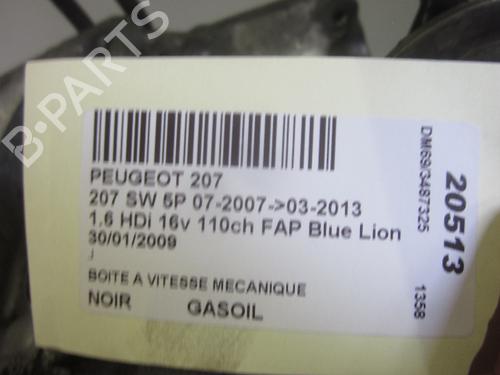 PEUGEOT 207
207 SW 5P 07-2007->03-2013
1,6 HDi 16v 110ch FAP Blue Lion
30/01/2009
J
BOITE A VITESSE MECANIQUE
NOIR GASOIL
DM69/3487325
20513
1358
B-PARTS